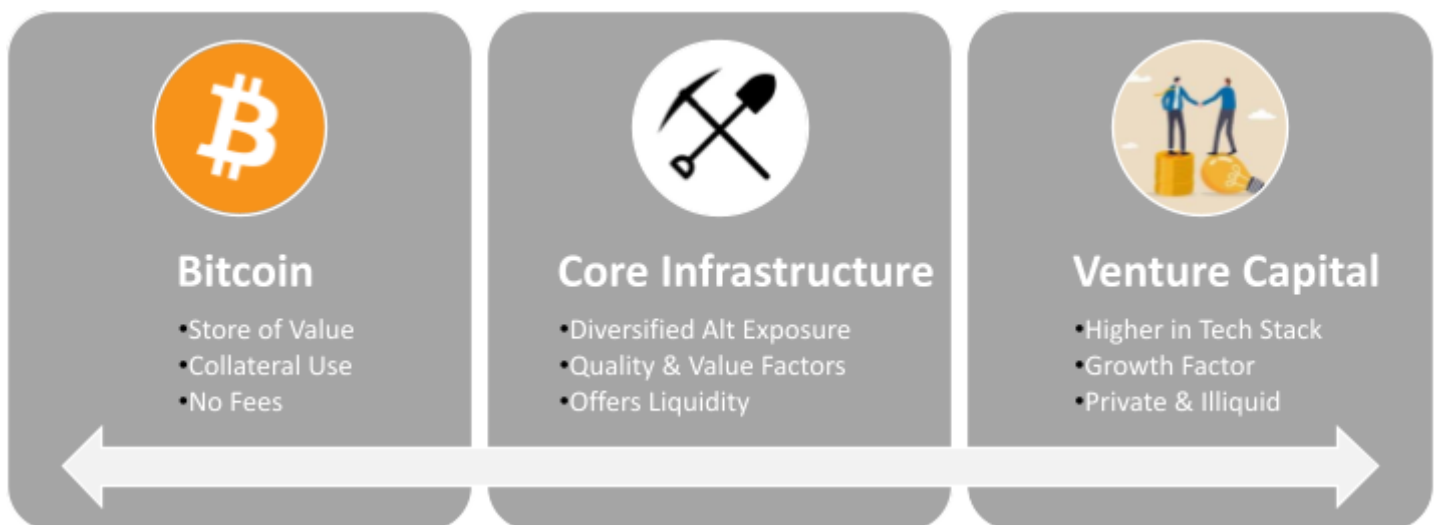 Bitcoin
•Store of Value
•Collateral Use
•No Fees
Core Infrastructure
•Diversified Alt Exposure
•Quality & Value Factors
•Offers Liquidity
Venture Capital
•Higher in Tech Stack
•Growth Factor
•Private & Illiquid